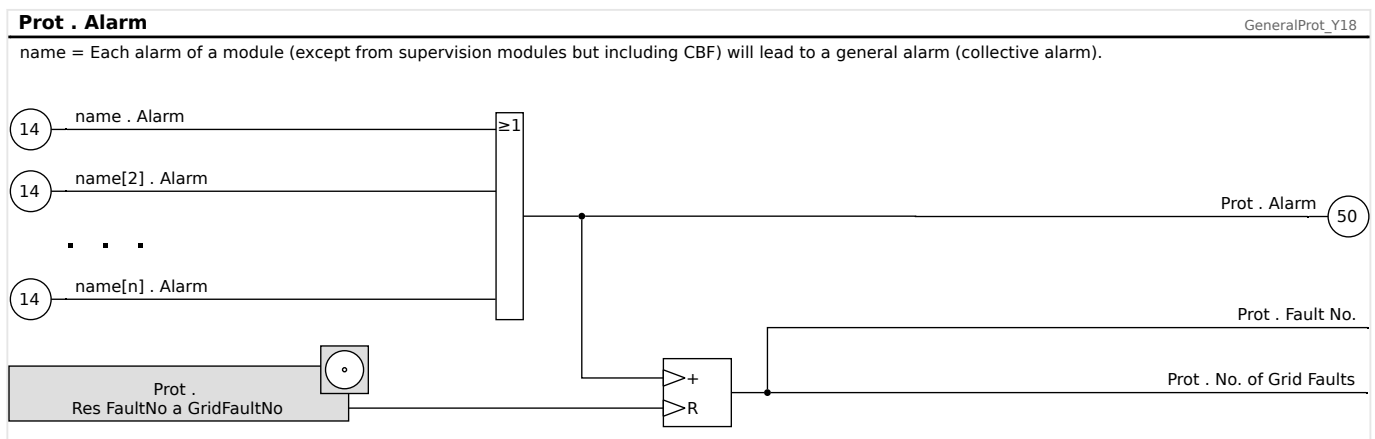 Prot . Alarm
GeneralProt_Y18
name = Each alarm of a module (except from supervision modules but including CBF) will lead to a general alarm (collective alarm).
14
name . Alarm
≥1
14
name[2] . Alarm
Prot . Alarm
50
. . .
14
name[n] . Alarm
Prot . Fault No.
Prot . No. of Grid Faults
+
Prot .
Res FaultNo a GridFaultNo
R